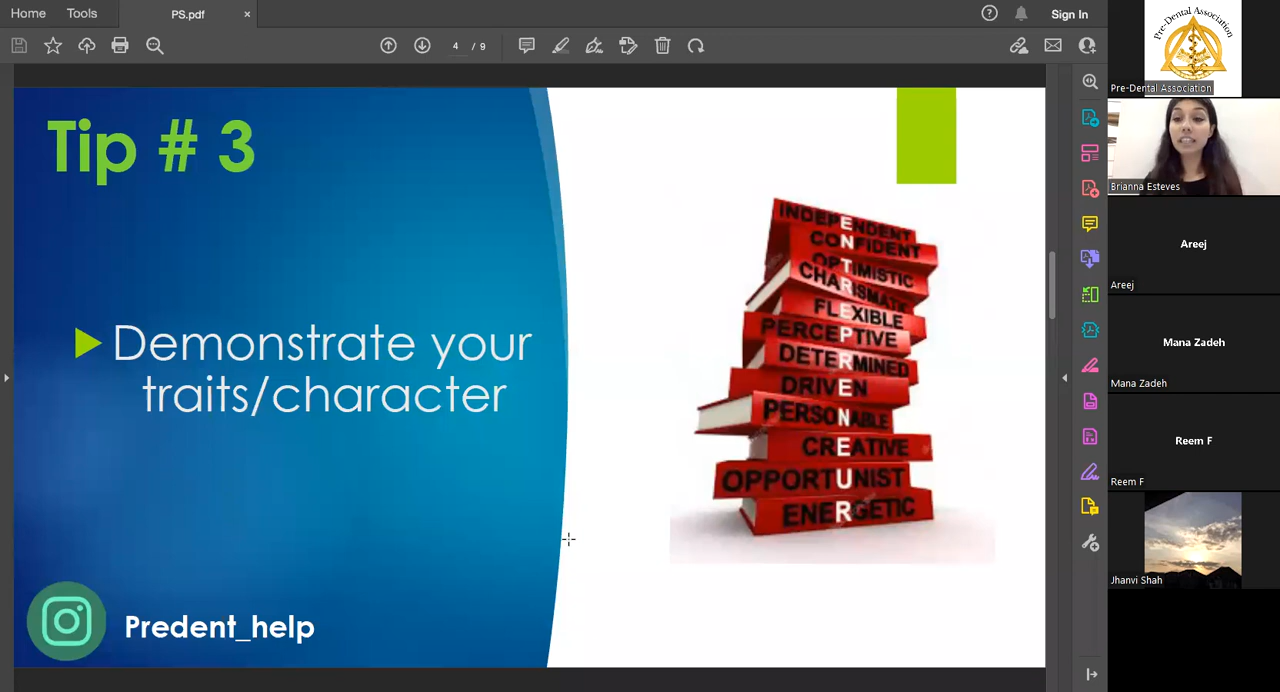 Home
Tools
PS.pdf
×
Sign In
4 / 9
Tip # 3
Demonstrate your
traits/character
Predent_help
INDEPENDENT
CONFIDENT
OPTIMISTIC
CHARISMATIC
FLEXIBLE
PERCEPTIVE
DETERMINED
DRIVEN
PERSONABLE
CREATIVE
OPPORTUNIST
ENERGETIC
Pre-Dental Association
Pre-Dental Association
Brianna Esteves
Areej
Areej
Mana Zadeh
Mana Zadeh
Reem F
Reem F
Jhanvi Shah